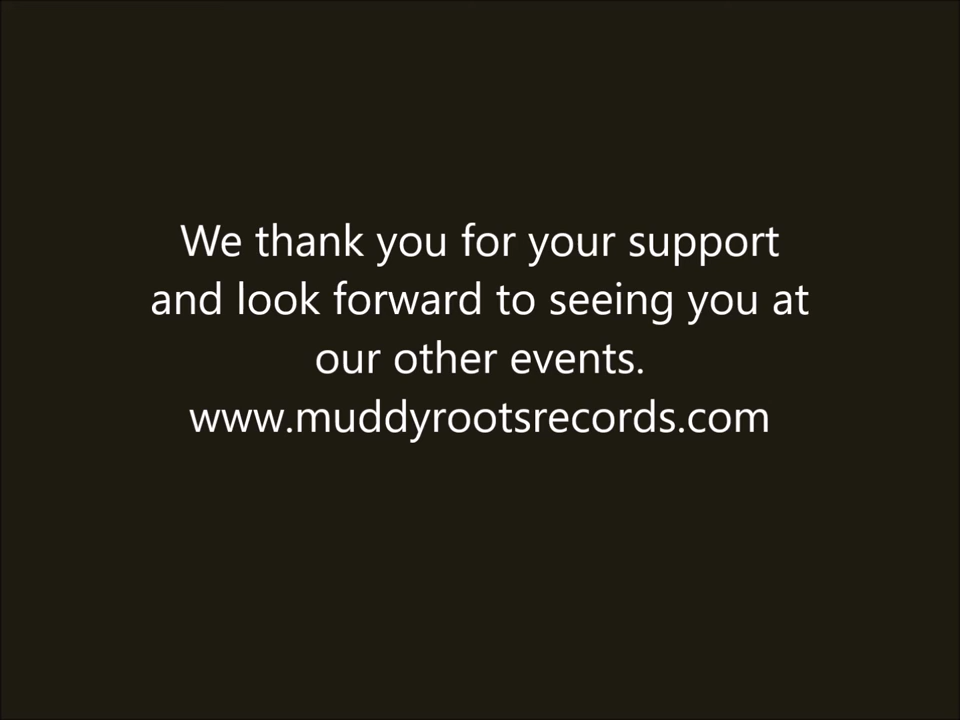 We thank you for your support
and look forward to seeing you at
our other events.
www.muddyrootsrecords.com